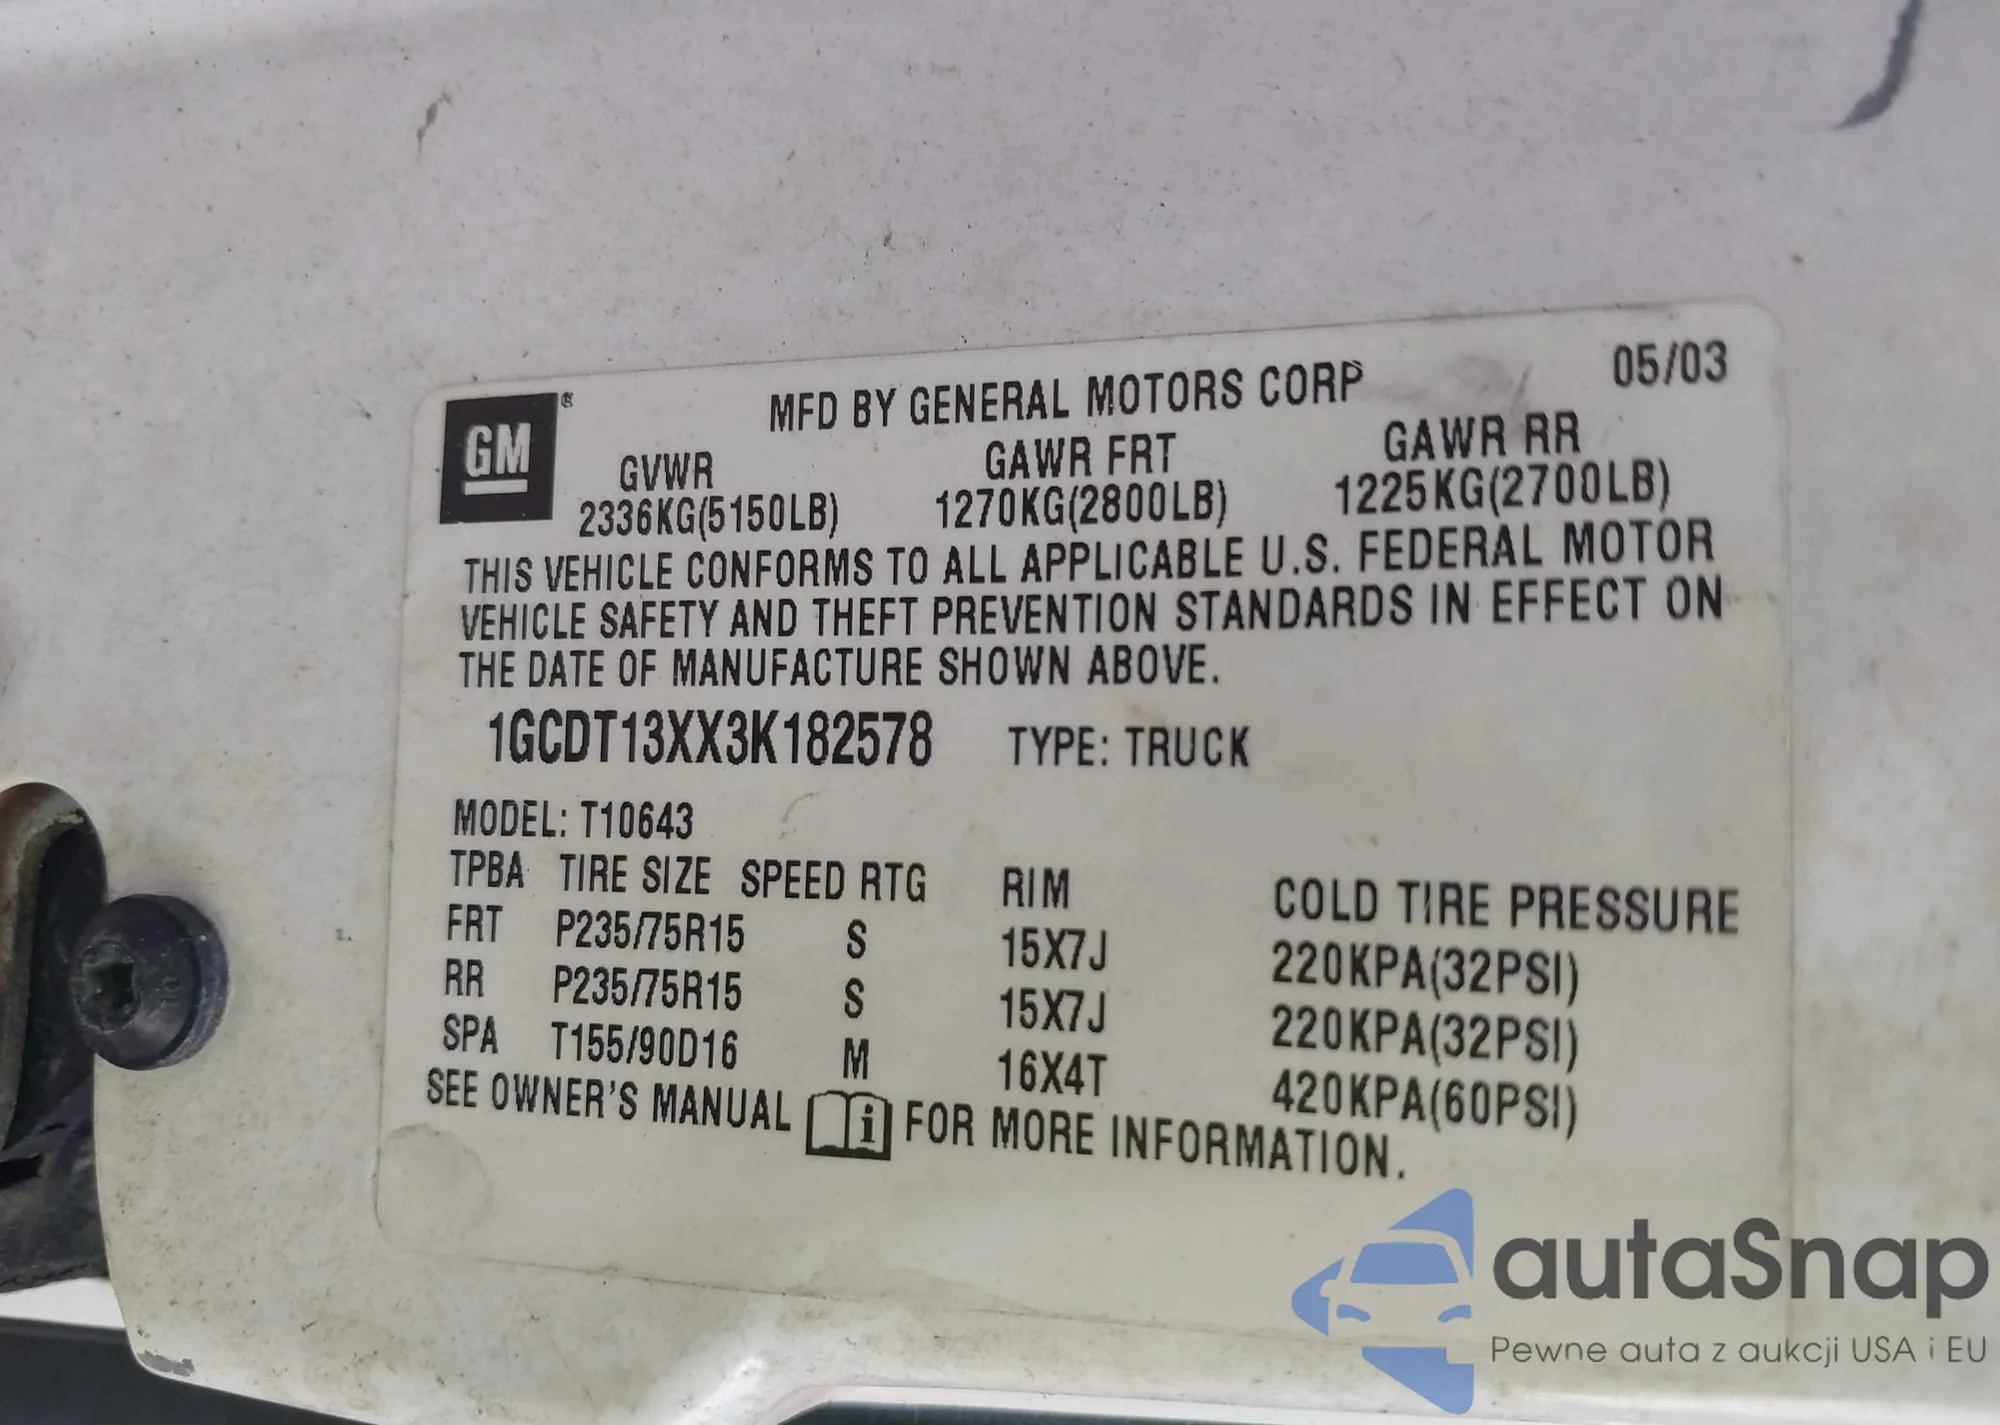 GM®
MFD BY GENERAL MOTORS CORP 05/03
GVWR GAWR FRT GAWR RR
2336KG(5150LB) 1270KG(2800LB) 1225KG(2700LB)
THIS VEHICLE CONFORMS TO ALL APPLICABLE U.S. FEDERAL MOTOR
VEHICLE SAFETY AND THEFT PREVENTION STANDARDS IN EFFECT ON
THE DATE OF MANUFACTURE SHOWN ABOVE.
1GCDT13XX3K182578 TYPE: TRUCK
MODEL: T10643
TPBA TIRE SIZE SPEED RTG RIM COLD TIRE PRESSURE
FRT P235/75R15 S 15X7J 220KPA(32PSI)
RR P235/75R15 S 15X7J 220KPA(32PSI)
SPA T155/90D16 M 16X4T 420KPA(60PSI)
SEE OWNER'S MANUAL i FOR MORE INFORMATION.
autaSnap
Pewne auta z aukcji USA i EU